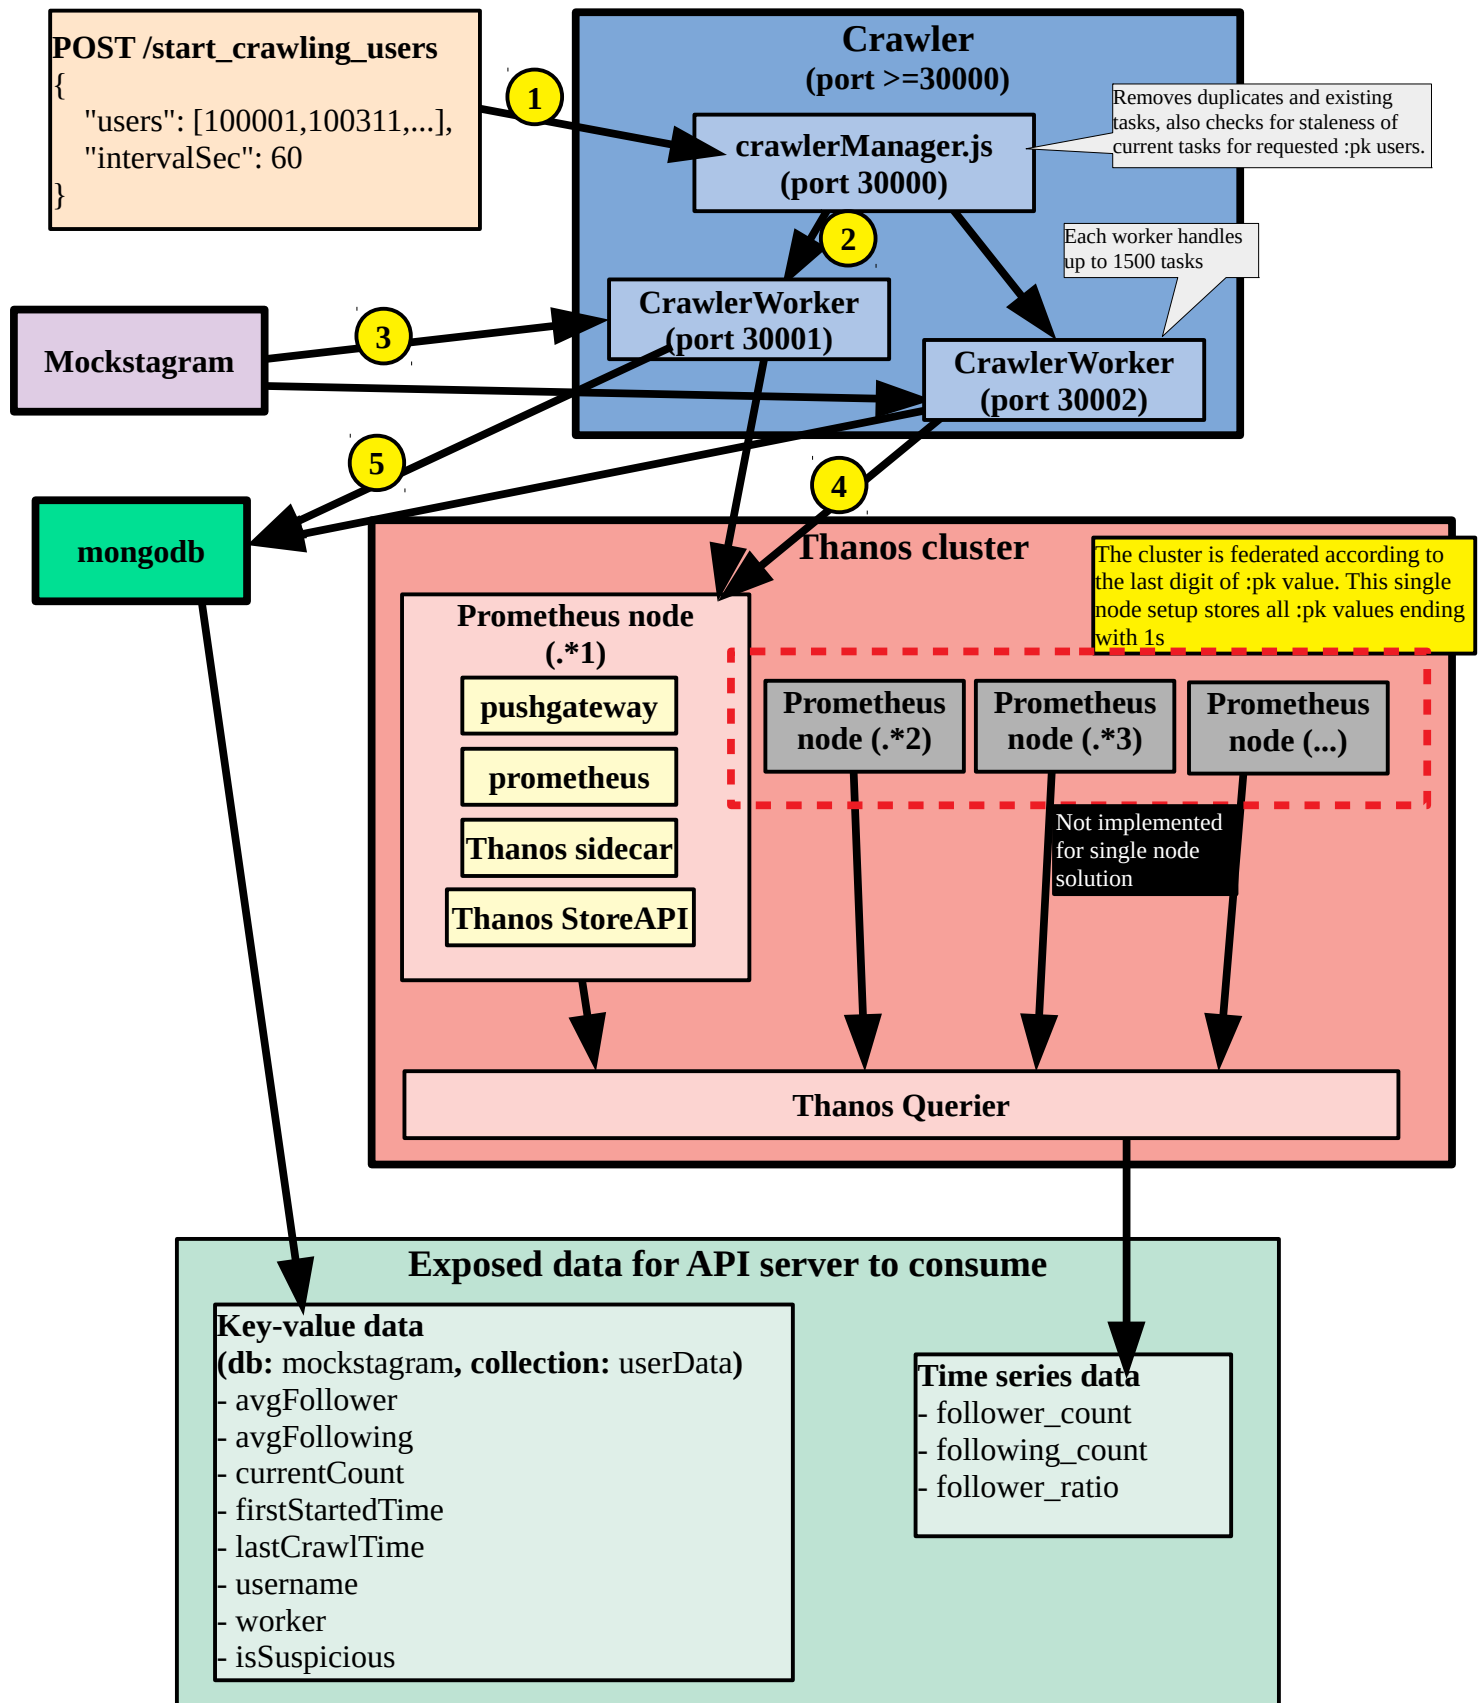 POST /start_crawling_users
{
"users": [100001,100311,...],
"intervalSec": 60
}
1
Crawler
(port >=30000)
crawlerManager.js
(port 30000)
Removes duplicates and existing
tasks, also checks for staleness of
current tasks for requested :pk users.
2
Each worker handles
up to 1500 tasks
CrawlerWorker
(port 30001)
3
Mockstagram
CrawlerWorker
(port 30002)
5
4
mongodb
Thanos cluster
The cluster is federated according to
the last digit of :pk value. This single
node setup stores all :pk values ending
with 1s
Prometheus node
(.*1)
pushgateway
prometheus
Thanos sidecar
Thanos StoreAPI
Prometheus
node (.*2)
Prometheus
node (.*3)
Prometheus
node (...)
Not implemented
for single node
solution
Thanos Querier
Exposed data for API server to consume
Key-value data
(db: mockstagram, collection: userData)
- avgFollower
- avgFollowing
- currentCount
- firstStartedTime
- lastCrawlTime
- username
- worker
- isSuspicious
Time series data
- follower_count
- following_count
- follower_ratio